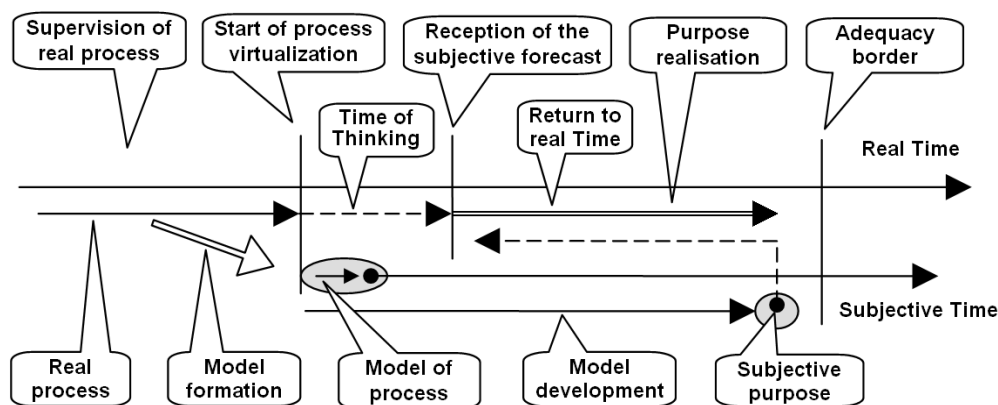 Supervision of
real process
Start of process
virtualization
Reception of the
subjective forecast
Purpose
realisation
Adequacy
border
Time of
Thinking
Return to
real Time
Real Time
Subjective Time
Real
process
Model
formation
Model of
process
Model
development
Subjective
purpose